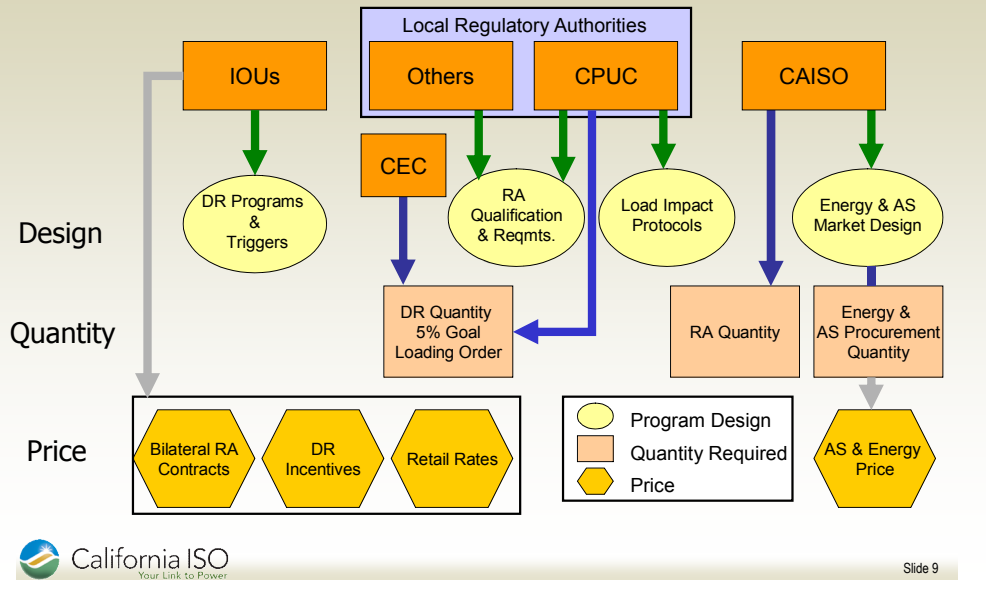 Local Regulatory Authorities
IOUs
Others
CPUC
CAISO
CEC
Design
DR Programs
&
Triggers
RA
Qualification
& Reqmts.
Load Impact
Protocols
Energy & AS
Market Design
Quantity
DR Quantity
5% Goal
Loading Order
RA Quantity
Energy &
AS Procurement
Quantity
Price
Bilateral RA
Contracts
DR
Incentives
Retail Rates
Program Design
Quantity Required
Price
AS & Energy
Price
California ISO
Your Link to Power
Slide 9